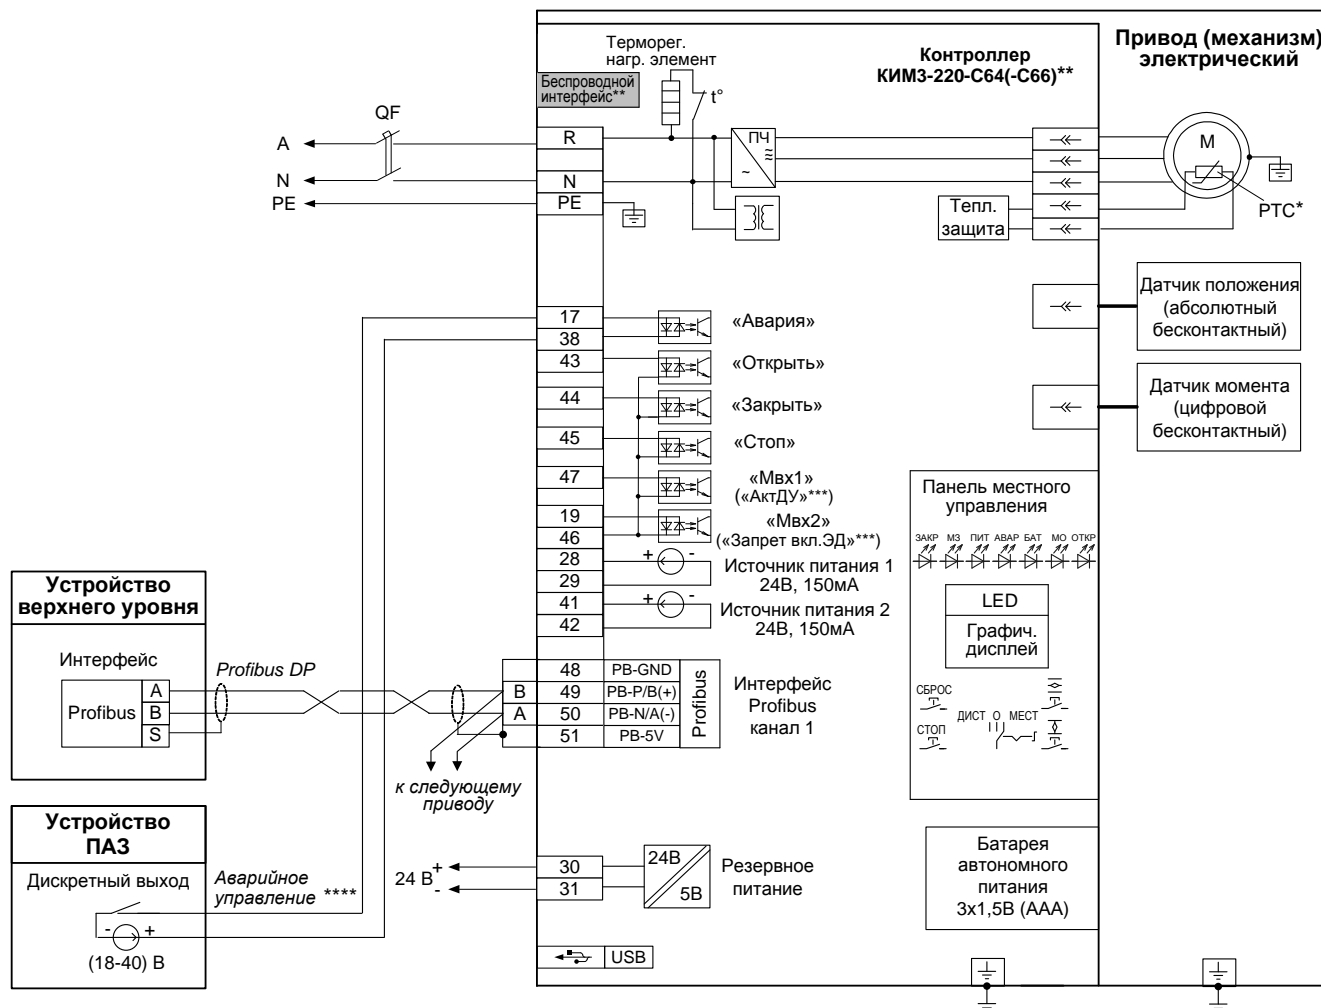 Привод (механизм)
электрический
Контроллер
КИМ3-220-С64(-С66)**
Терморег.
нагр. элемент
Беспроводной
интерфейс**
t°
QF
A
N
PE
R
N
PE
ПЧ
≈
~
M
PTC*
Тепл.
защита
Датчик положения
(абсолютный
бесконтактный)
Датчик момента
(цифровой
бесконтактный)
17
38
«Авария»
43
«Открыть»
44
«Закрыть»
45
«Стоп»
47
«Мвх1»
(«АктДУ»***)
19
46
«Мвх2»
(«Запрет вкл.ЭД»***)
28
29
+ -
Источник питания 1
24В, 150мА
41
42
+ -
Источник питания 2
24В, 150мА
Панель местного
управления
ЗАКР МЗ ПИТ АВАР БАТ МО ОТКР
LED
Графич.
дисплей
СБРОС
СТОП
ДИСТ О МЕСТ
Устройство
верхнего уровня
Интерфейс
Profibus
A
B
S
Profibus DP
B
A
48 PB-GND
49 PB-P/B(+)
50 PB-N/A(-)
51 PB-5V
Profibus
Интерфейс
Profibus
канал 1
к следующему
приводу
Устройство
ПАЗ
Дискретный выход
- +
(18-40) В
Аварийное
управление ****
24 В
+
-
30
31
24В
5В
Резервное
питание
Батарея
автономного
питания
3х1,5В (ААА)
USB